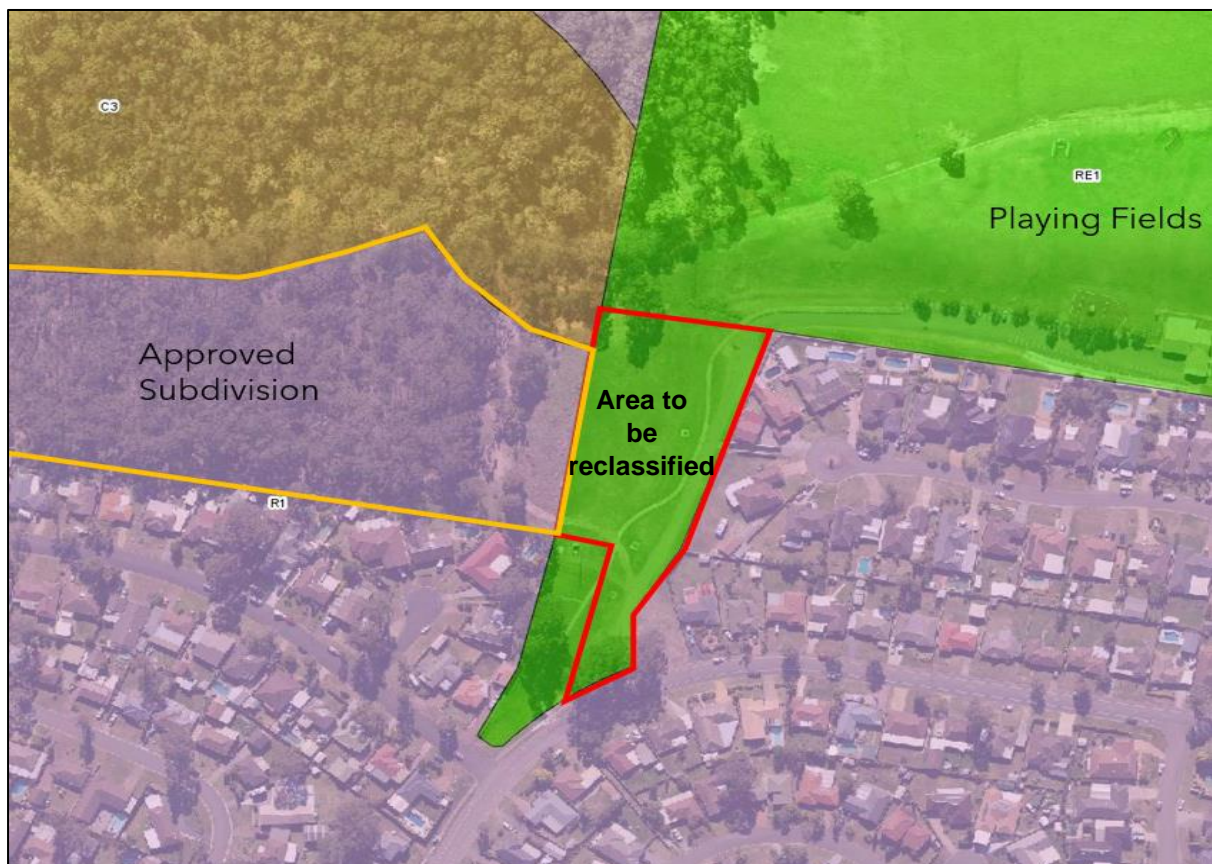 C3
RE1
Playing Fields
Approved
Subdivision
Area to
be
reclassified
R1